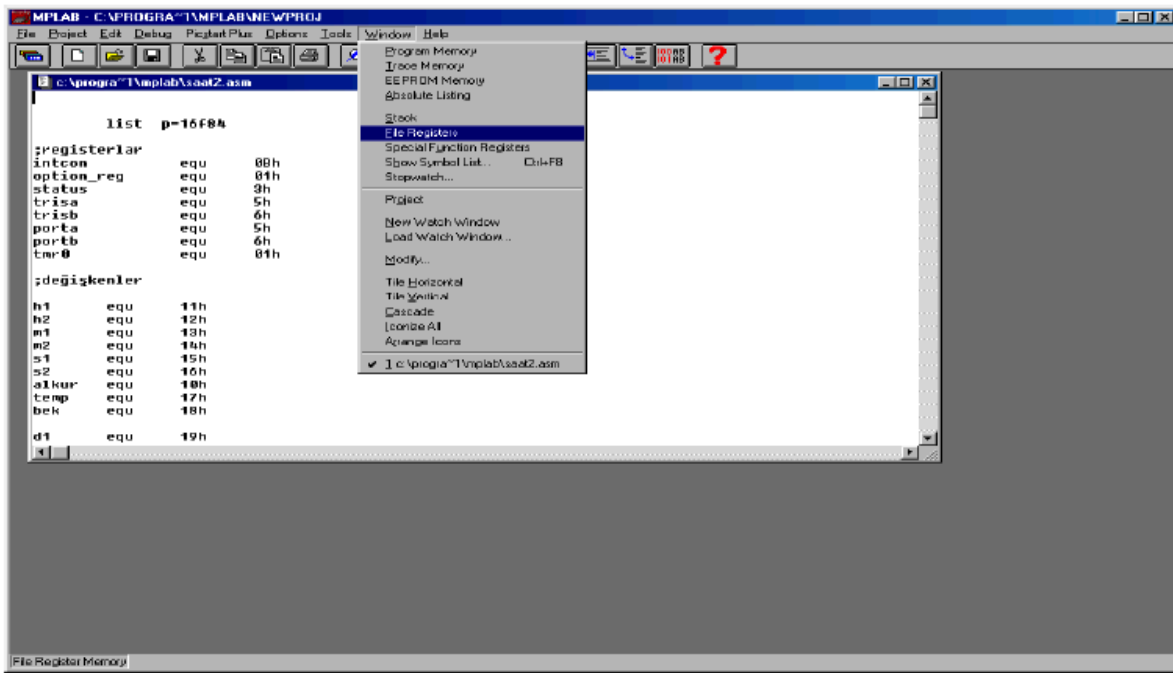 MPLAB - C:\PROGRA~1\MPLAB\NEWPROJ
File Project Edit Debug Picstart Plus Options Tools Window Help
c:\progra~1\mplab\saat2.asm
list p=16f84
;registerlar
intcon equ 0Bh
option_reg equ 01h
status equ 3h
trisa equ 5h
trisb equ 6h
porta equ 5h
portb equ 6h
tmr0 equ 01h
;değişkenler
h1 equ 11h
h2 equ 12h
m1 equ 13h
m2 equ 14h
s1 equ 15h
s2 equ 16h
alkur equ 10h
temp equ 17h
bek equ 18h
d1 equ 19h
Program Memory
Trace Memory
EEPROM Memory
Absolute Listing
Stack
File Registers
Special Function Registers
Show Symbol List... Ctrl+F8
Stopwatch...
Project
New Watch Window
Load Watch Window...
Modify...
Tile Horizontal
Tile Vertical
Cascade
Iconize All
Arrange Icons
✔ 1 c:\progra~1\mplab\saat2.asm
File Register Memory